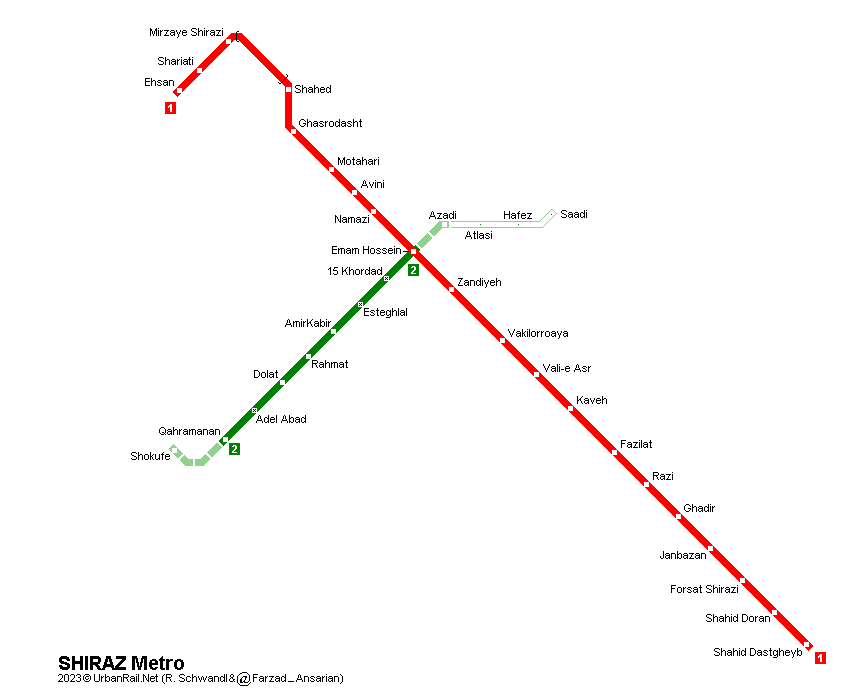 Mirzaye Shirazi
Shariati
Ehsan
1
Shahed
Ghasrodasht
Motahari
Avini
Namazi
Azadi
Hafez
Saadi
Atlasi
Emam Hossein
2
15 Khordad
Zandiyeh
Esteghlal
AmirKabir
Vakilorroaya
Rahmat
Vali-e Asr
Dolat
Kaveh
Adel Abad
Qahramanan
2
Shokufe
Fazilat
Razi
Ghadir
Janbazan
Forsat Shirazi
Shahid Doran
Shahid Dastgheyb
1
SHIRAZ Metro
2023©UrbanRail.Net (R. Schwandl&@Farzad_Ansarian)